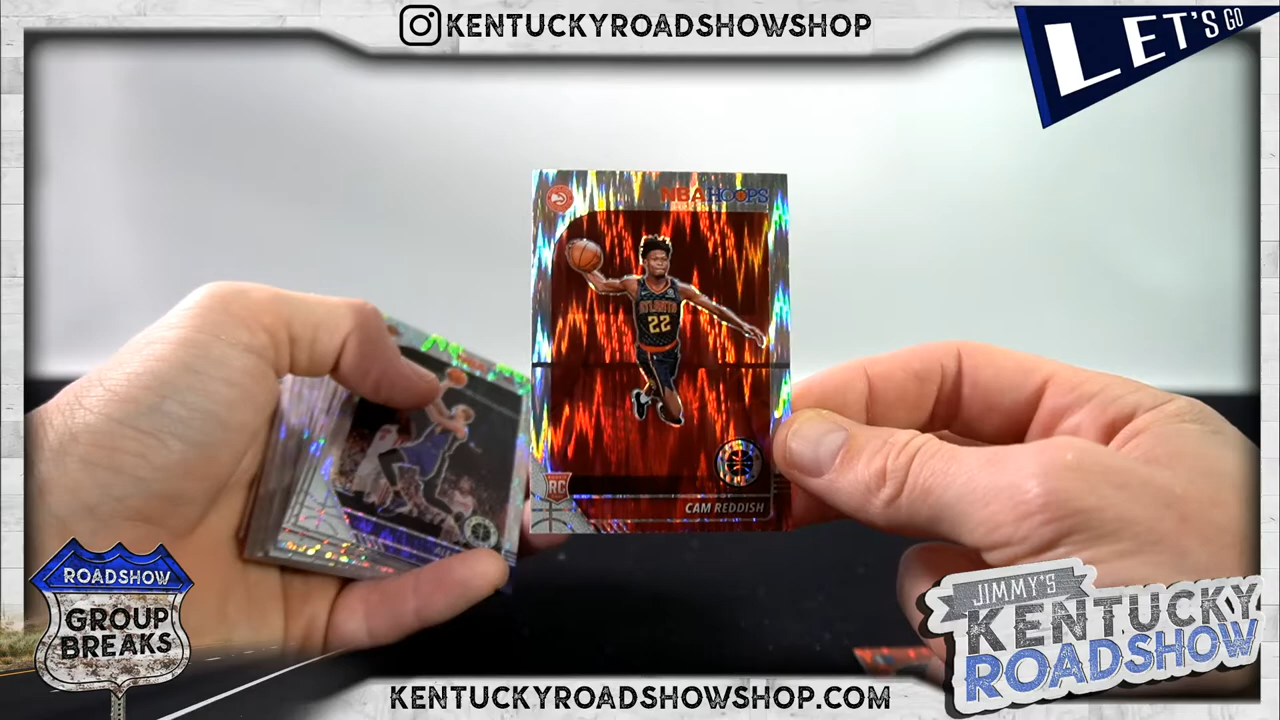 KENTUCKYROADSHOWSHOP
LET'S GO
NBA HOOPS
ATLANTA
22
RC
CAM REDDISH
ROADSHOW
GROUP
BREAKS
JIMMY'S
KENTUCKY
ROADSHOW
KENTUCKYROADSHOWSHOP.COM